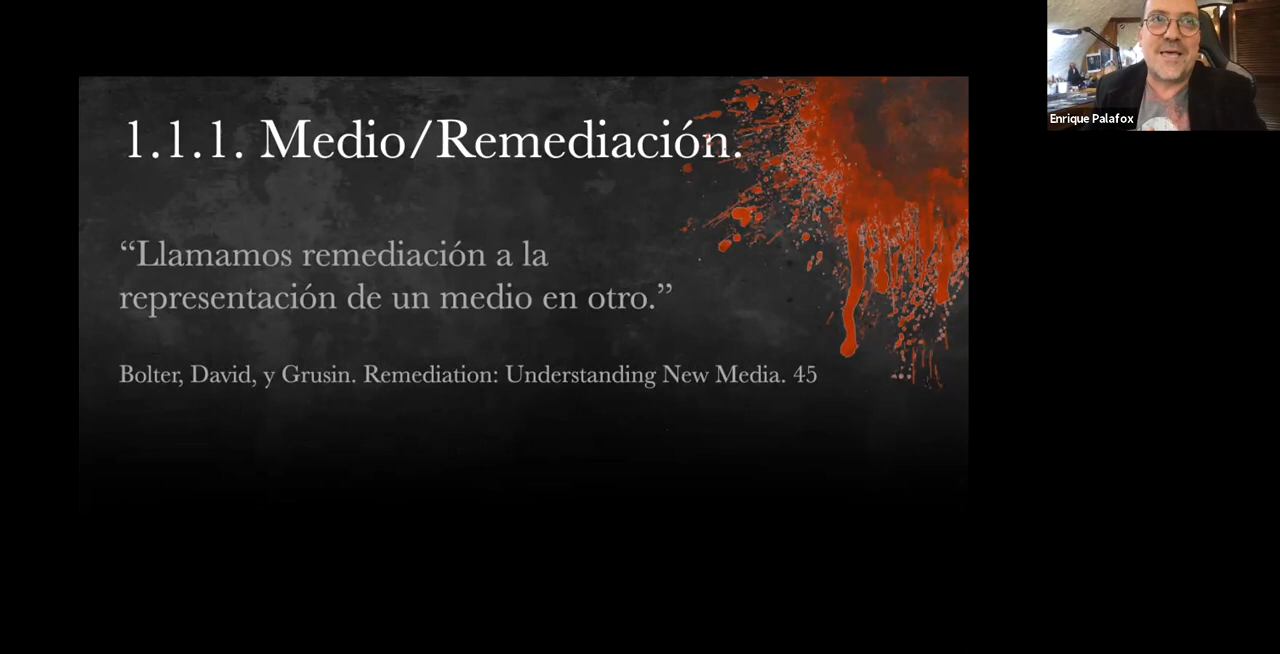 1.1.1. Medio/Remediación.
“Llamamos remediación a la
representación de un medio en otro.”
Bolter, David, y Grusin. Remediation: Understanding New Media. 45
Enrique Palafox